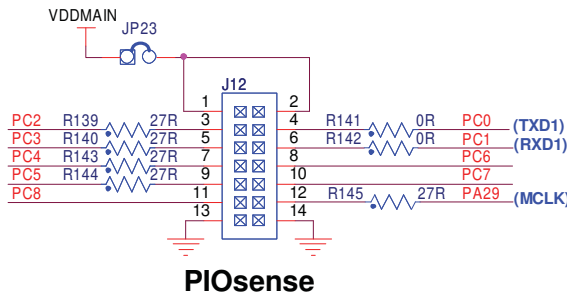 VDDMAIN
JP23
J12
1 2
PC2 R139 27R 3 4 R141 0R PC0 (TXD1)
PC3 R140 27R 5 6 R142 0R PC1 (RXD1)
PC4 R143 27R 7 8 PC6
PC5 R144 27R 9 10 PC7
PC8 11 12 R145 27R PA29 (MCLK)
13 14
PIOsense